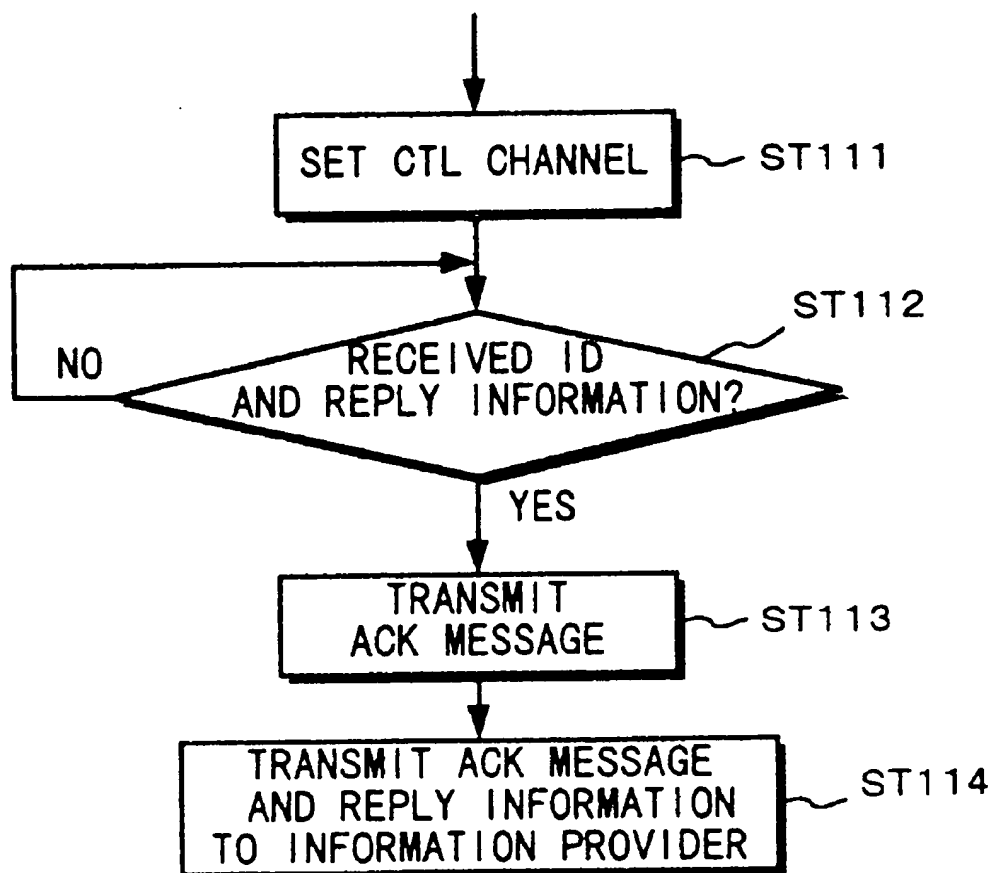 SET CTL CHANNEL
ST111
ST112
RECEIVED ID
AND REPLY INFORMATION?
NO
YES
TRANSMIT
ACK MESSAGE
ST113
TRANSMIT ACK MESSAGE
AND REPLY INFORMATION
TO INFORMATION PROVIDER
ST114